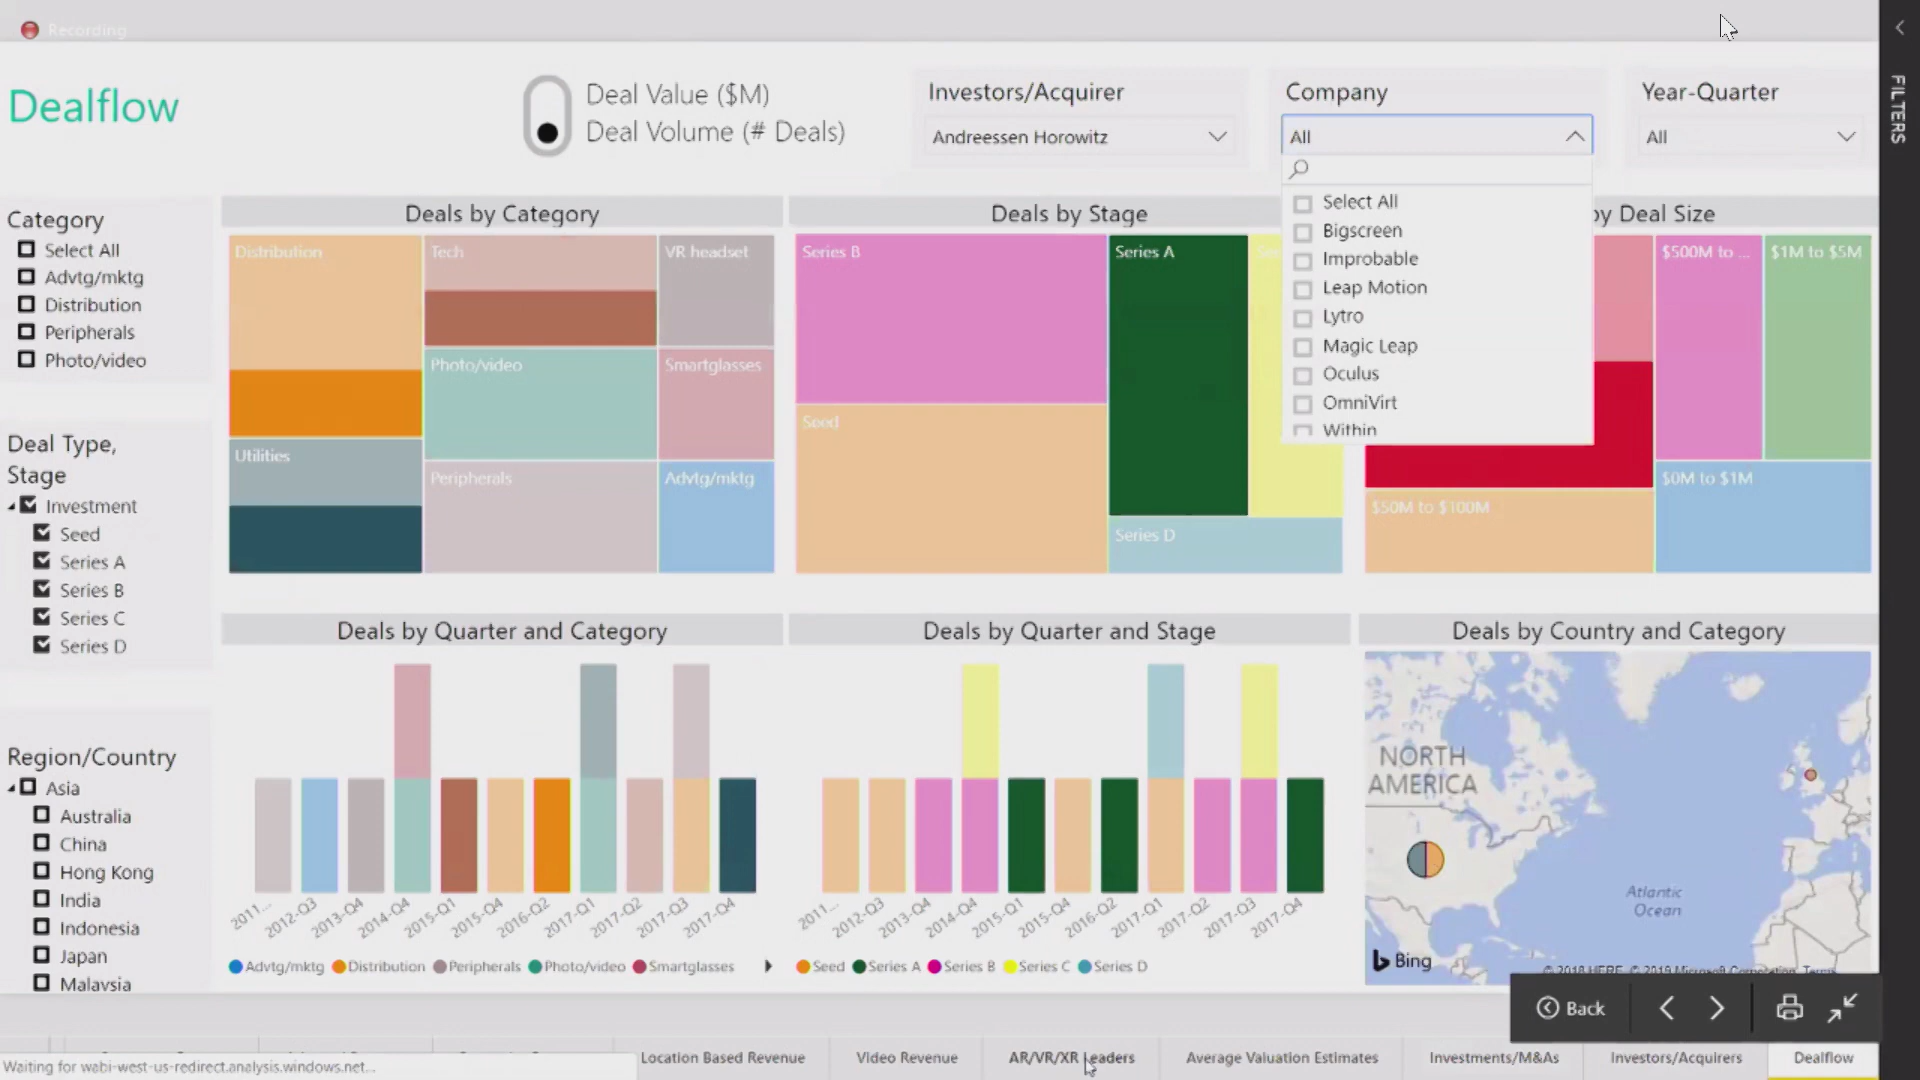 Recording
Dealflow
Deal Value ($M)
Deal Volume (# Deals)
Investors/Acquirer
Andreessen Horowitz
Company
All
Year-Quarter
All
FILTERS
Select All
Bigscreen
Improbable
Leap Motion
Lytro
Magic Leap
Oculus
OmniVirt
Within
Category
Select All
Advtg/mktg
Distribution
Peripherals
Photo/video
Deal Type,
Stage
Investment
Seed
Series A
Series B
Series C
Series D
Region/Country
Asia
Australia
China
Hong Kong
India
Indonesia
Japan
Malaysia
Deals by Category
Distribution
Tech
VR headset
Photo/video
Smartglasses
Utilities
Peripherals
Advtg/mktg
Deals by Stage
Series B
Series A
Seed
Series D
by Deal Size
$500M to ...
$1M to $5M
$50M to $100M
$0M to $1M
Deals by Quarter and Category
2011... 2012-Q3 2013-Q4 2014-Q4 2015-Q1 2015-Q4 2016-Q2 2017-Q1 2017-Q2 2017-Q3 2017-Q4
Advtg/mktg Distribution Peripherals Photo/video Smartglasses
Deals by Quarter and Stage
2011... 2012-Q3 2013-Q4 2014-Q4 2015-Q1 2015-Q4 2016-Q2 2017-Q1 2017-Q2 2017-Q3 2017-Q4
Seed Series A Series B Series C Series D
Deals by Country and Category
NORTH
AMERICA
Atlantic
Ocean
Bing
© 2019 Microsoft Corporation Terms
Back
Waiting for wabi-west-us-redirect.analysis.windows.net...
Location Based Revenue
Video Revenue
AR/VR/XR Leaders
Average Valuation Estimates
Investments/M&As
Investors/Acquirers
Dealflow